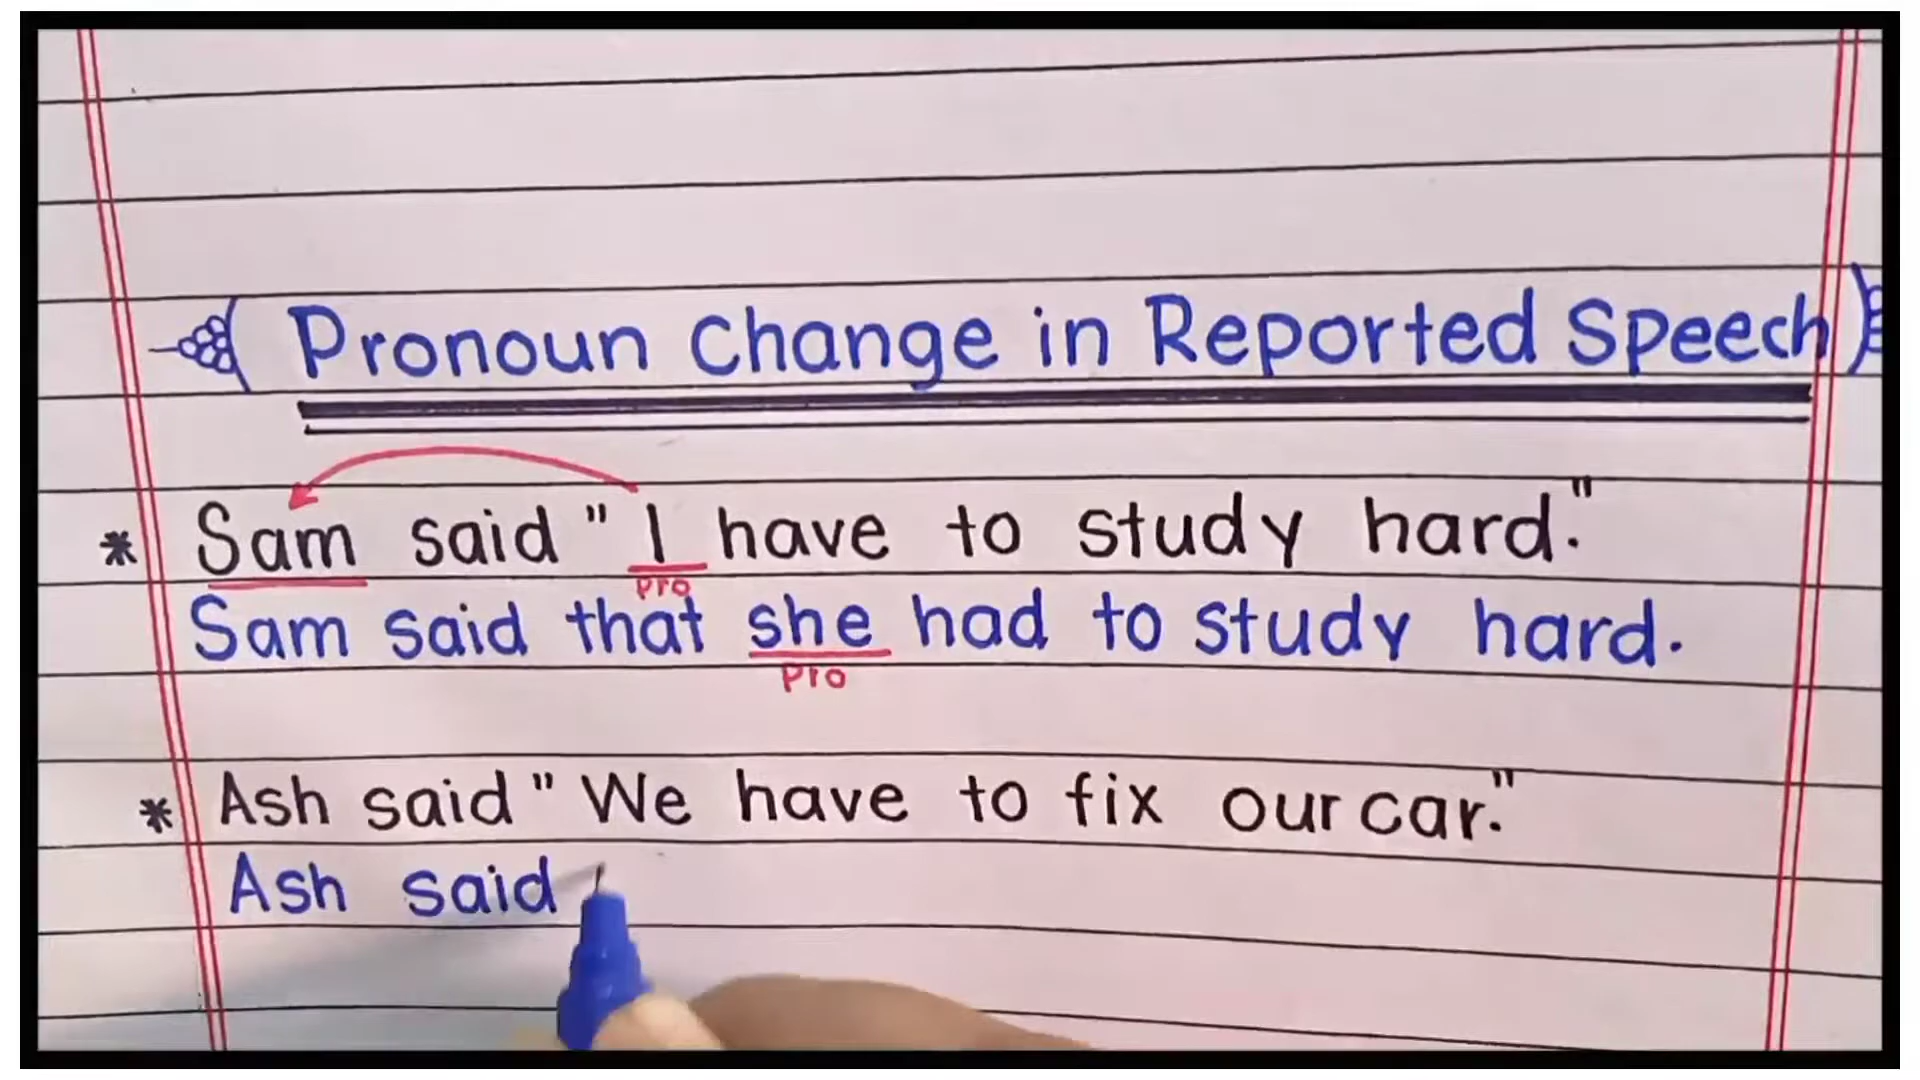 Pronoun Change in Reported Speech
* Sam said "I have to study hard."
pro
Sam said that she had to study hard.
pro
* Ash said "We have to fix our car."
Ash said